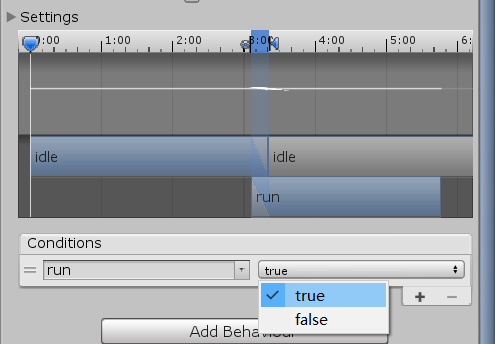 Settings
0:00 1:00 2:00 3:00 4:00 5:00 6:
idle idle
run
Conditions
run true
true
false
Add Behaviour